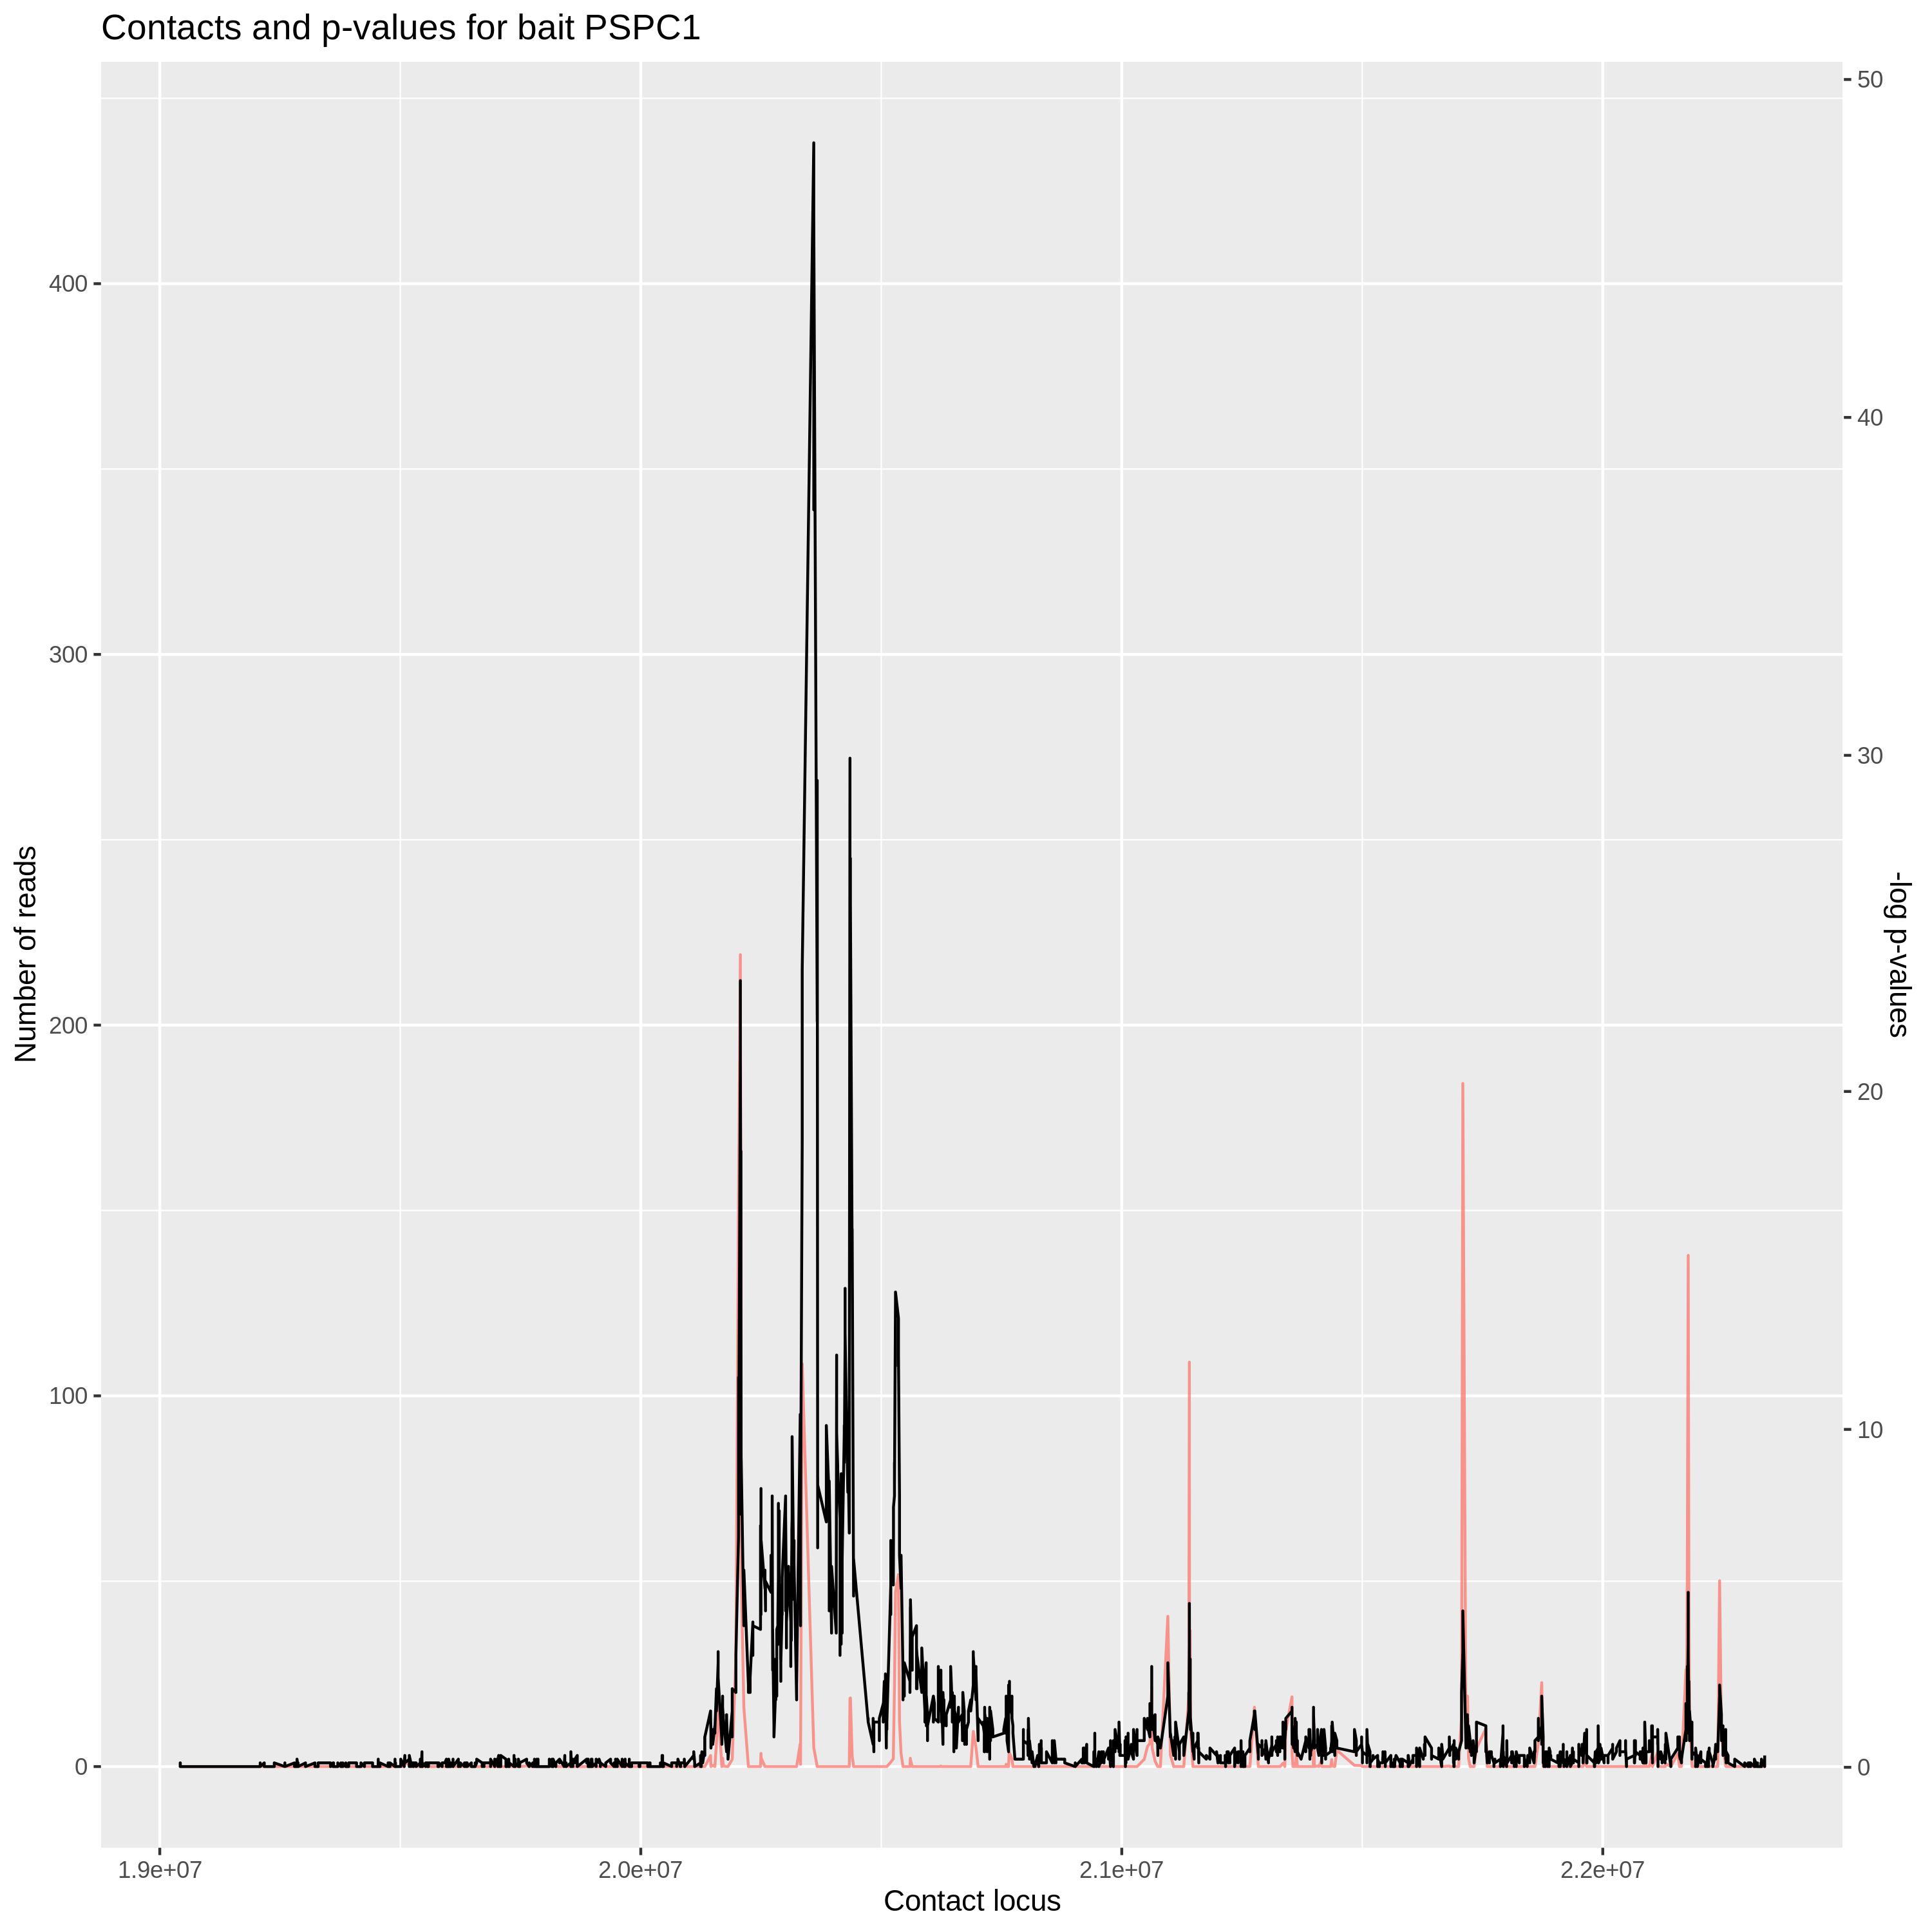 Contacts and p-values for bait PSPC1
Number of reads
400
300
200
100
0
50
40
30
20
10
0
-log p-values
1.9e+07
2.0e+07
2.1e+07
2.2e+07
Contact locus